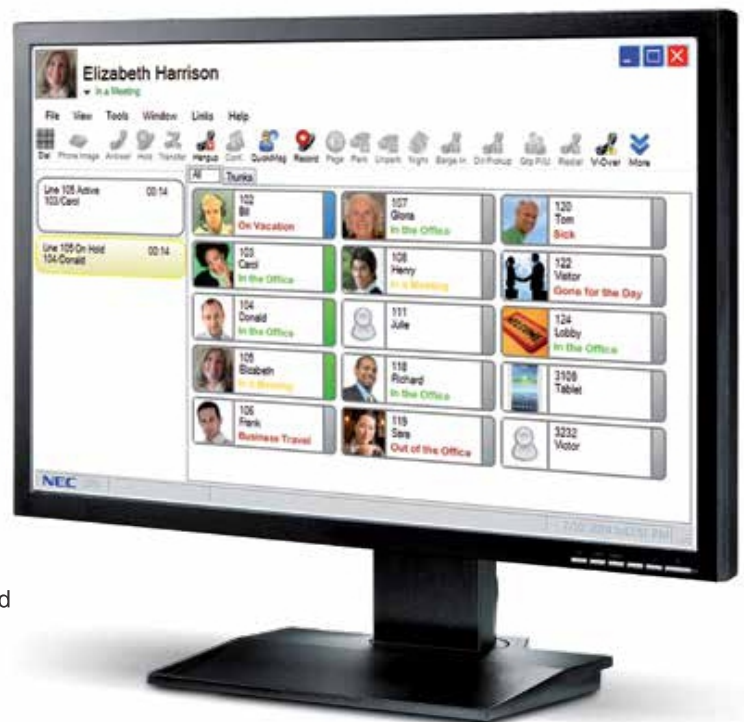 Elizabeth Harrison
In a Meeting
File View Tools Window Links Help
Dial Phone Image Answer Hold Transfer Hangup Conf. QuickMsg Record Page Park Unpark Night Barge In Dir Pickup Grp P/U Redial V-Over More
All Trunks
Line 105 Active 00:14
103/Carol
Line 105 On Hold 00:14
104/Donald
102
Bill
On Vacation
107
Gloria
In the Office
120
Tom
Sick
103
Carol
In the Office
108
Henry
In a Meeting
122
Visitor
Gone for the Day
104
Donald
In the Office
111
Julie
124
Lobby
In the Office
105
Elizabeth
In a Meeting
118
Richard
In the Office
3108
Tablet
106
Frank
Business Travel
119
Sara
Out of the Office
3232
Victor
WELCOME
NEC
d